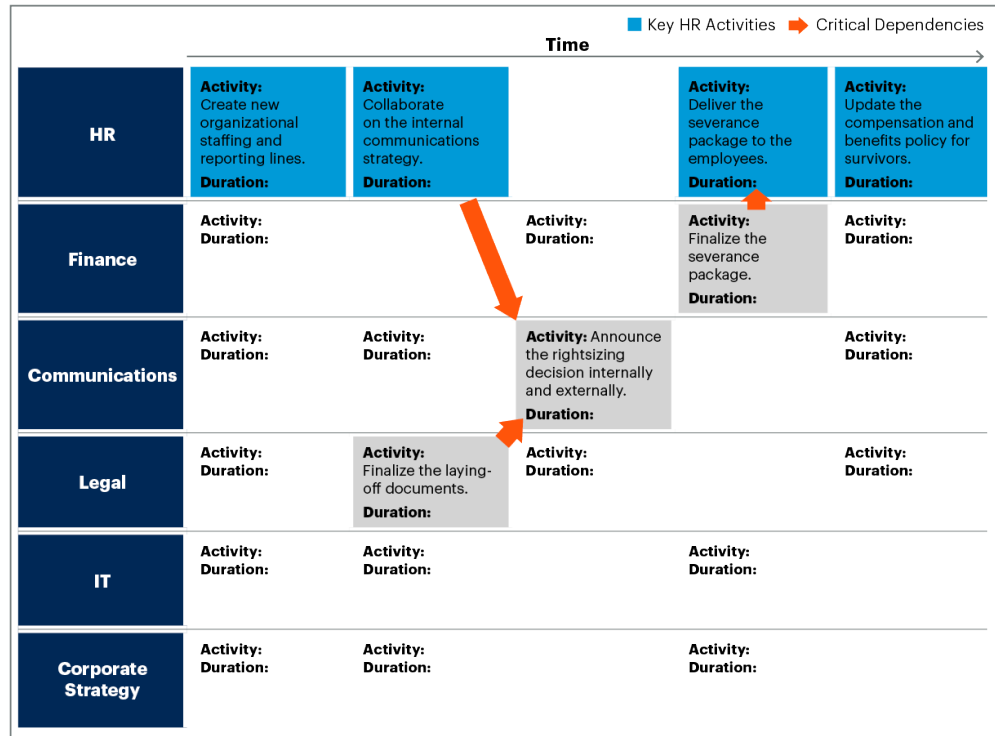 Key HR Activities
Critical Dependencies
Time
HR
Activity:
Create new
organizational
staffing and
reporting lines.
Duration:
Activity:
Collaborate
on the internal
communications
strategy.
Duration:
Activity:
Deliver the
severance
package to the
employees.
Duration:
Activity:
Update the
compensation and
benefits policy for
survivors.
Duration:
Finance
Activity:
Duration:
Activity:
Duration:
Activity:
Finalize the
severance
package.
Duration:
Activity:
Duration:
Communications
Activity:
Duration:
Activity:
Duration:
Activity: Announce
the rightsizing
decision internally
and externally.
Duration:
Activity:
Duration:
Legal
Activity:
Duration:
Activity:
Finalize the laying-
off documents.
Duration:
Activity:
Duration:
Activity:
Duration:
IT
Activity:
Duration:
Activity:
Duration:
Activity:
Duration:
Corporate
Strategy
Activity:
Duration:
Activity:
Duration:
Activity:
Duration: